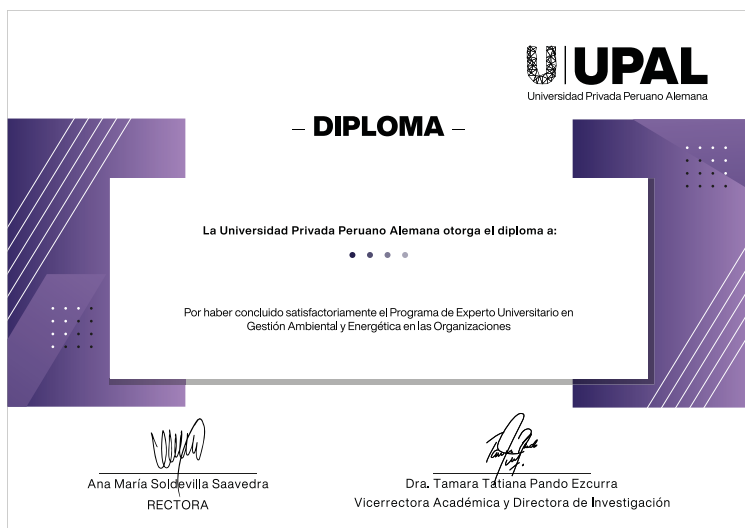 UPAL
Universidad Privada Peruano Alemana
– DIPLOMA –
La Universidad Privada Peruano Alemana otorga el diploma a:
Por haber concluido satisfactoriamente el Programa de Experto Universitario en
Gestión Ambiental y Energética en las Organizaciones
Ana María Soldevilla Saavedra
RECTORA
Dra. Tamara Tatiana Pando Ezcurra
Vicerrectora Académica y Directora de Investigación